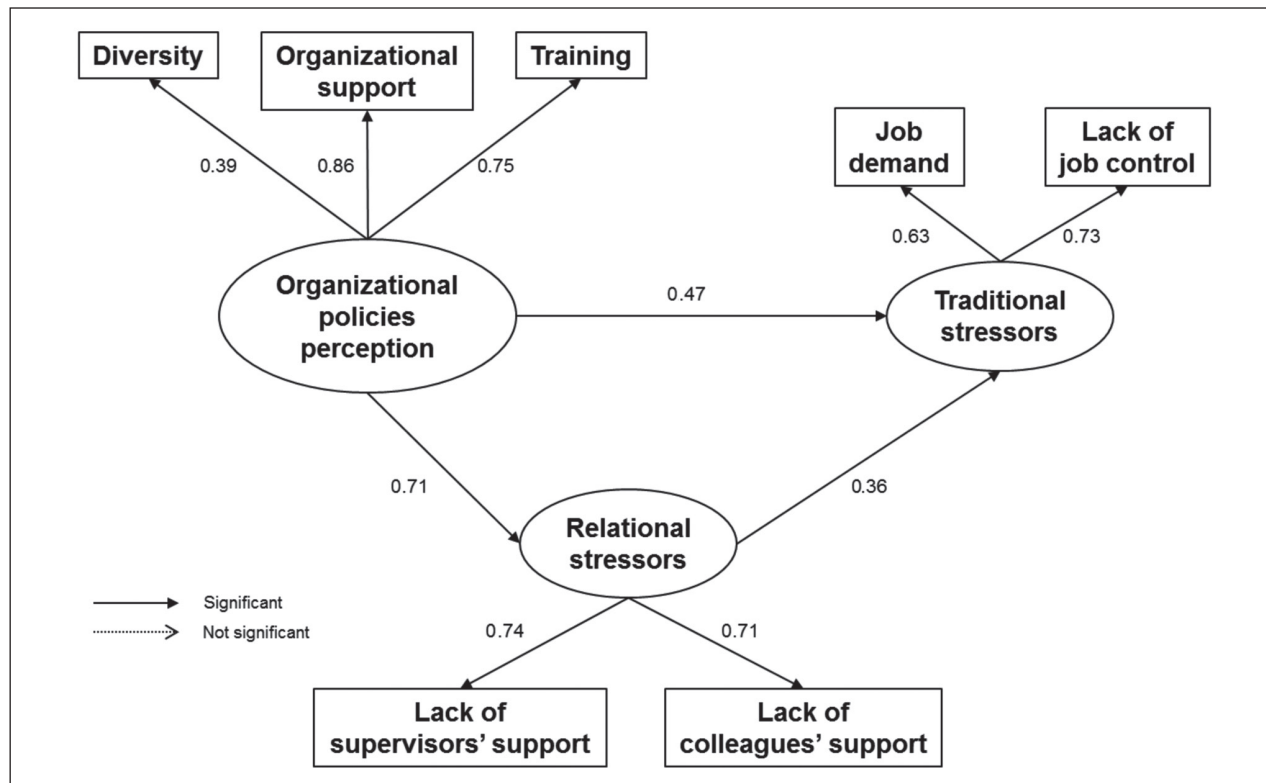 Diversity
Organizational
support
Training
Job
demand
Lack of
job control
0.39
0.86
0.75
0.63
0.73
Organizational
policies
perception
0.47
Traditional
stressors
0.71
0.36
Relational
stressors
Significant
Not significant
0.74
0.71
Lack of
supervisors’ support
Lack of
colleagues’ support